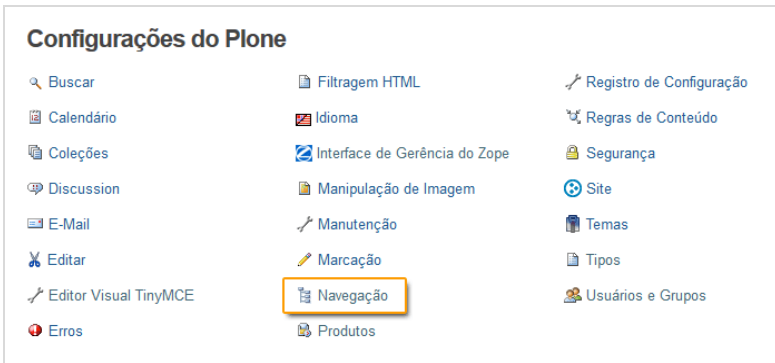 Configurações do Plone
Buscar
Filtragem HTML
Registro de Configuração
Calendário
Idioma
Regras de Conteúdo
Coleções
Interface de Gerência do Zope
Segurança
Discussion
Manipulação de Imagem
Site
E-Mail
Manutenção
Temas
Editar
Marcação
Tipos
Editor Visual TinyMCE
Navegação
Usuários e Grupos
Erros
Produtos